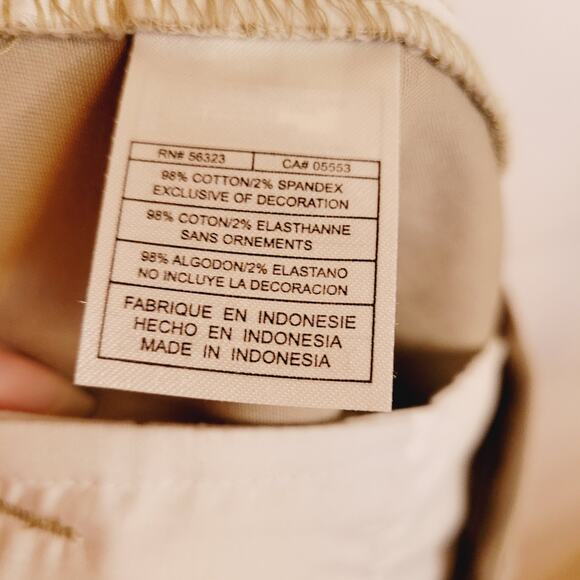 RN# 56323 CA# 05553
98% COTTON/2% SPANDEX
EXCLUSIVE OF DECORATION
98% COTON/2% ELASTHANNE
SANS ORNEMENTS
98% ALGODON/2% ELASTANO
NO INCLUYE LA DECORACION
FABRIQUE EN INDONESIE
HECHO EN INDONESIA
MADE IN INDONESIA